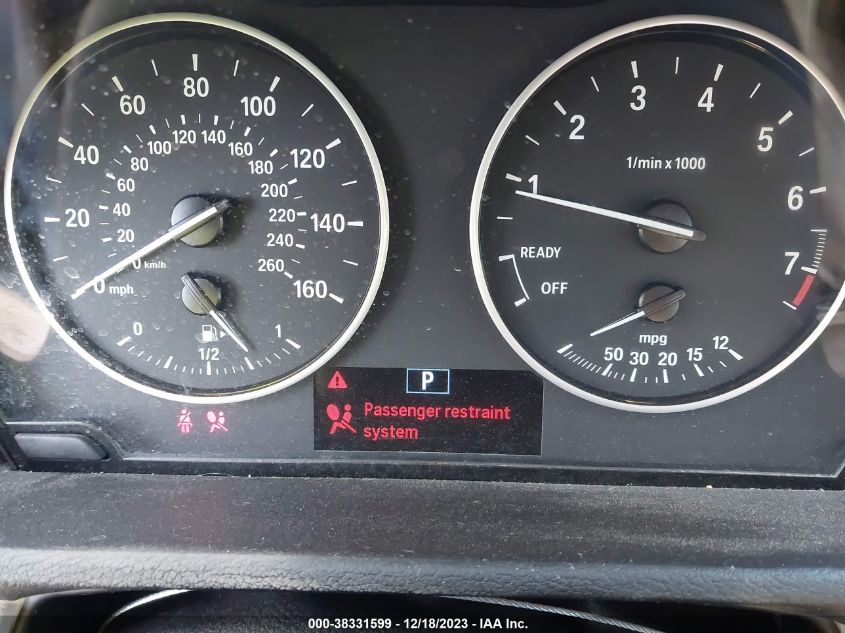 0 20 40 60 80 100 120 140 160
mph
0 20 40 60 80 100 120 140 160 180 200 220 240 260
km/h
0 1/2 1
1 2 3 4 5 6 7
1/min x 1000
READY
OFF
mpg
50 30 20 15 12
P
Passenger restraint
system
000-38331599 / 12/18/2023 - IAA Inc.